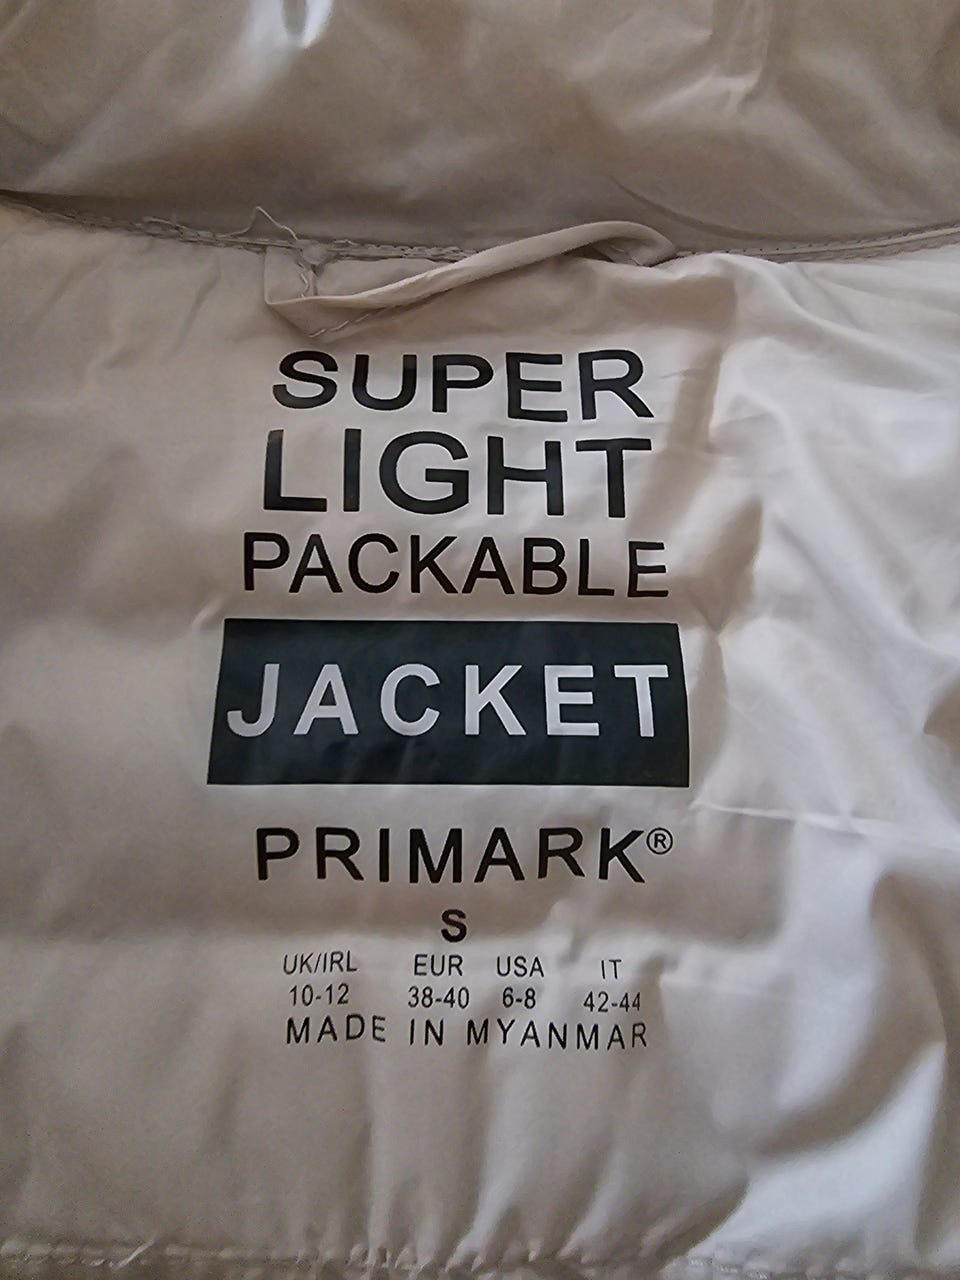 SUPER
LIGHT
PACKABLE
JACKET
PRIMARK®
S
UK/IRL EUR USA IT
10-12 38-40 6-8 42-44
MADE IN MYANMAR